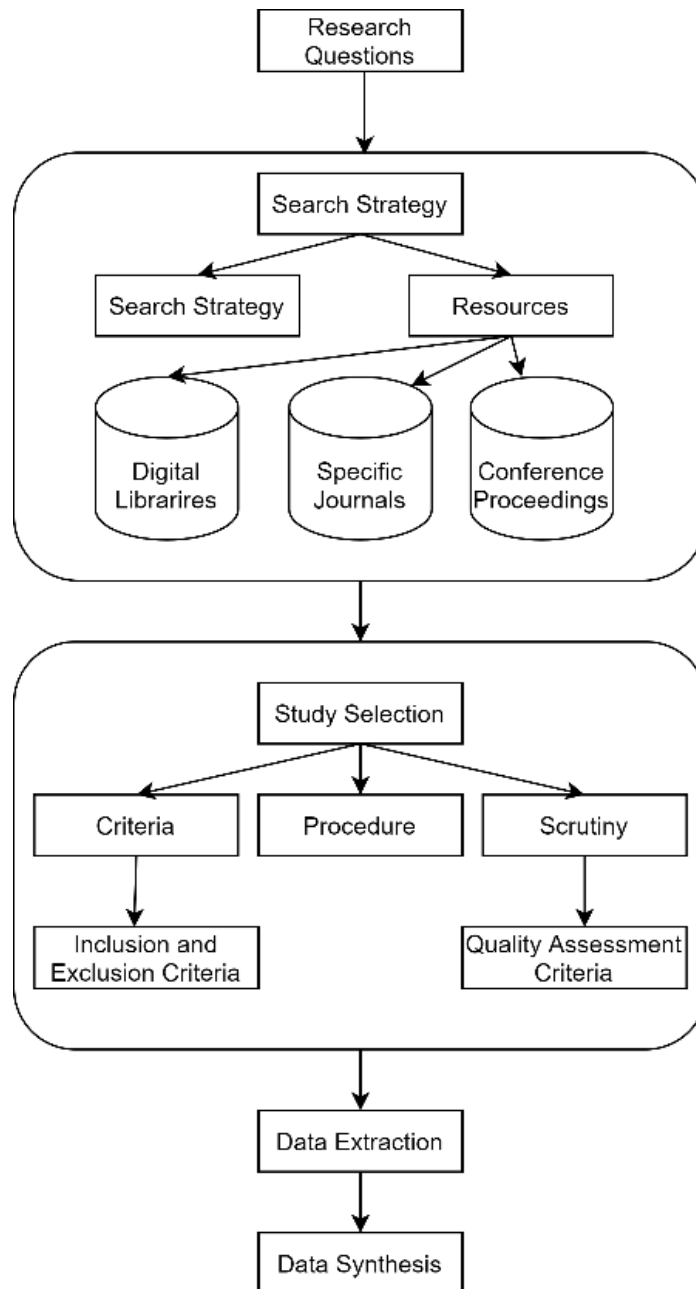 Research
Questions
Search Strategy
Search Strategy
Resources
Digital
Librarires
Specific
Journals
Conference
Proceedings
Study Selection
Criteria
Procedure
Scrutiny
Inclusion and
Exclusion Criteria
Quality Assessment
Criteria
Data Extraction
Data Synthesis